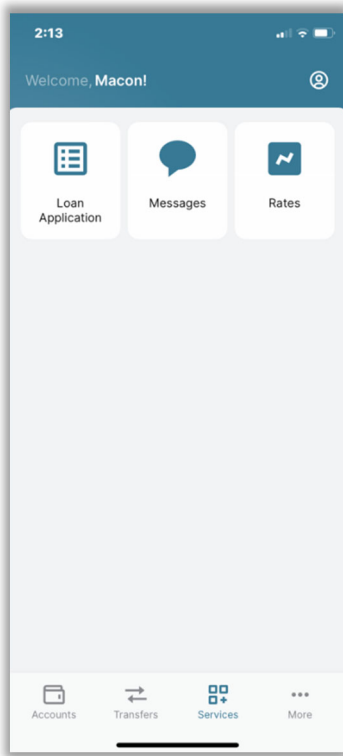 2:13
Welcome, Macon!
Loan
Application
Messages
Rates
Accounts
Transfers
Services
More